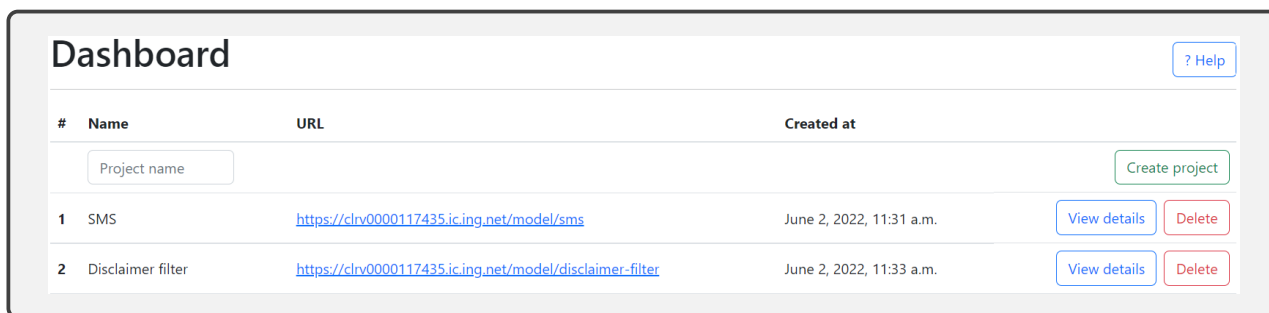 Dashboard
? Help
# Name URL Created at
Project name Create project
1 SMS https://clrv0000117435.ic.ing.net/model/sms June 2, 2022, 11:31 a.m. View details Delete
2 Disclaimer filter https://clrv0000117435.ic.ing.net/model/disclaimer-filter June 2, 2022, 11:33 a.m. View details Delete